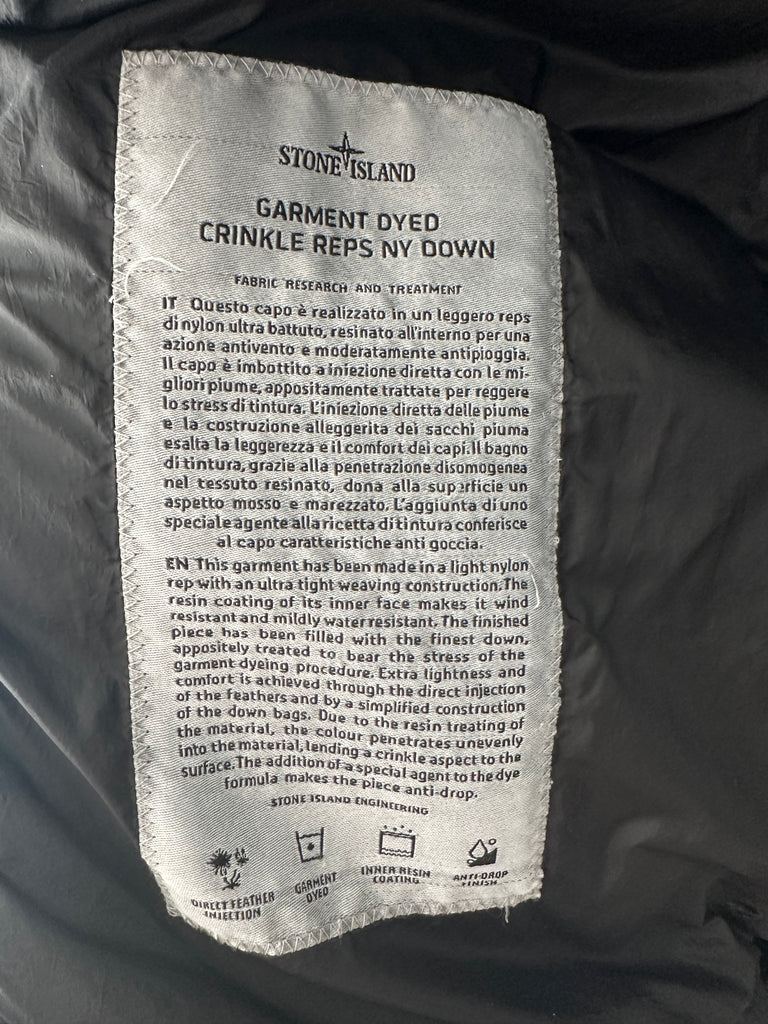 STONE ISLAND
GARMENT DYED
CRINKLE REPS NY DOWN
FABRIC RESEARCH AND TREATMENT
IT Questo capo è realizzato in un leggero reps
di nylon ultra battuto, resinato all'interno per una
azione antivento e moderatamente antipioggia.
Il capo è imbottito a iniezione diretta con le mi-
gliori piume, appositamente trattate per reggere
lo stress di tintura. L'iniezione diretta delle piume
e la costruzione alleggerita dei sacchi piuma
esalta la leggerezza e il comfort dei capi. Il bagno
di tintura, grazie alla penetrazione disomogenea
nel tessuto resinato, dona alla superficie un
aspetto mosso e marezzato. L'aggiunta di uno
speciale agente alla ricetta di tintura conferisce
al capo caratteristiche anti goccia.
EN This garment has been made in a light nylon
rep with an ultra tight weaving construction. The
resin coating of its inner face makes it wind
resistant and mildly water resistant. The finished
piece has been filled with the finest down,
appositely treated to bear the stress of the
garment dyeing procedure. Extra lightness and
comfort is achieved through the direct injection
of the feathers and by a simplified construction
of the down bags. Due to the resin treating of
the material, the colour penetrates unevenly
into the material, lending a crinkle aspect to the
surface. The addition of a special agent to the dye
formula makes the piece anti-drop.
STONE ISLAND ENGINEERING
DIRECT FEATHER
INJECTION
GARMENT
DYED
INNER RESIN
COATING
ANTI-DROP
FINISH